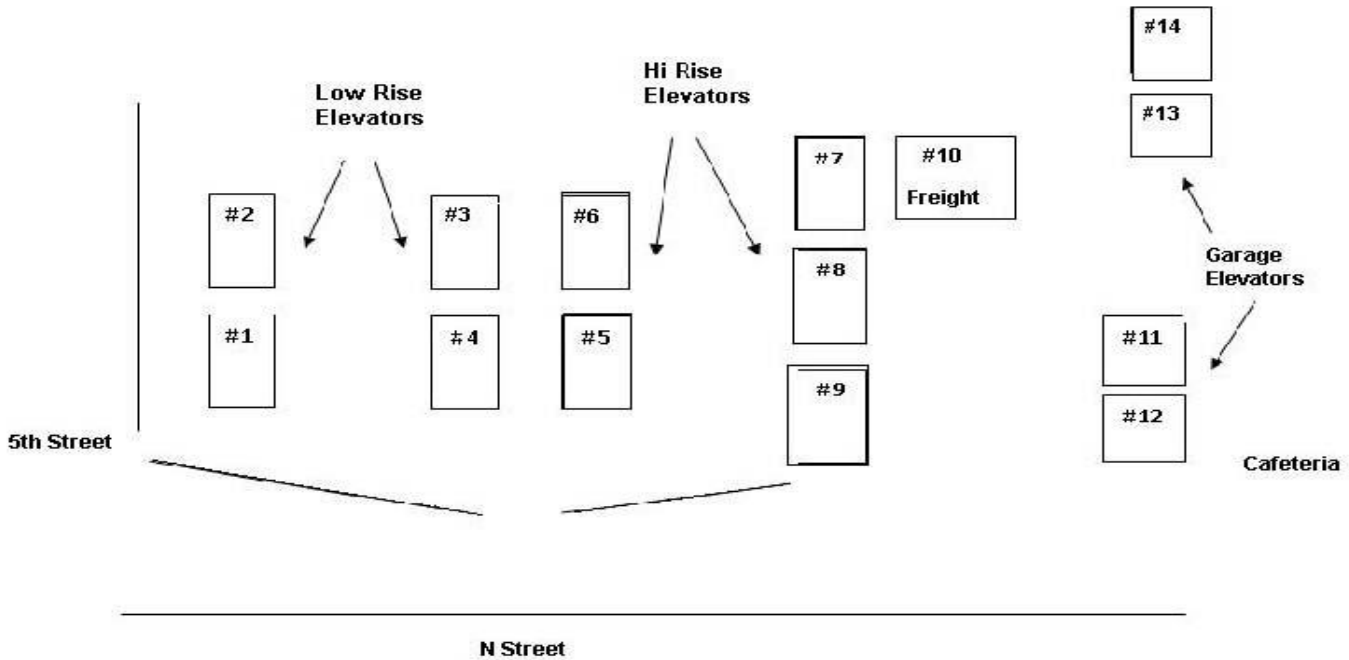 #14
Hi Rise
Elevators
Low Rise
Elevators
#13
#7
#10
Freight
#2
#3
#6
Garage
Elevators
#8
#1
#4
#5
#11
#9
#12
5th Street
Cafeteria
N Street